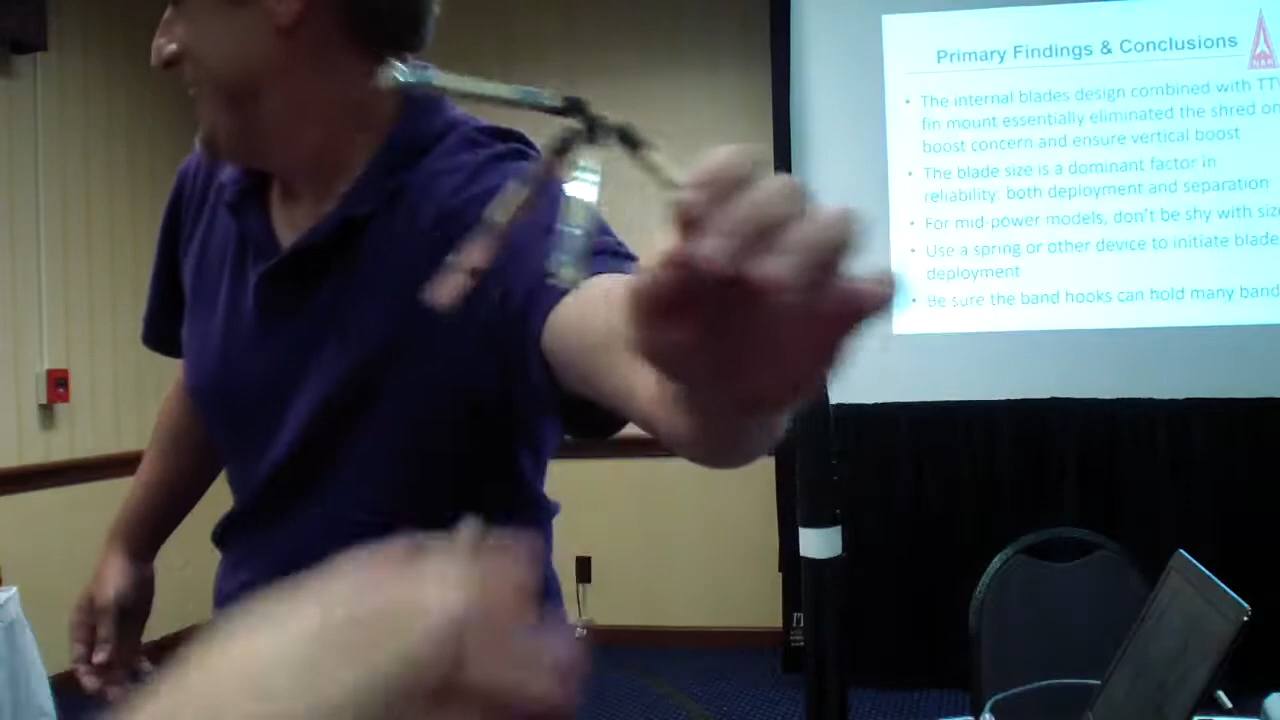 Primary Findings & Conclusions
NAR
• The internal blades design combined with
fin mount essentially eliminated the shred on
boost concern and ensure vertical boost
• The blade size is a dominant factor in
reliability: both deployment and separation
• For mid-power models, don't be shy with
• Use a spring or other device to initiate blade
deployment
• Be sure the band hooks can hold many band